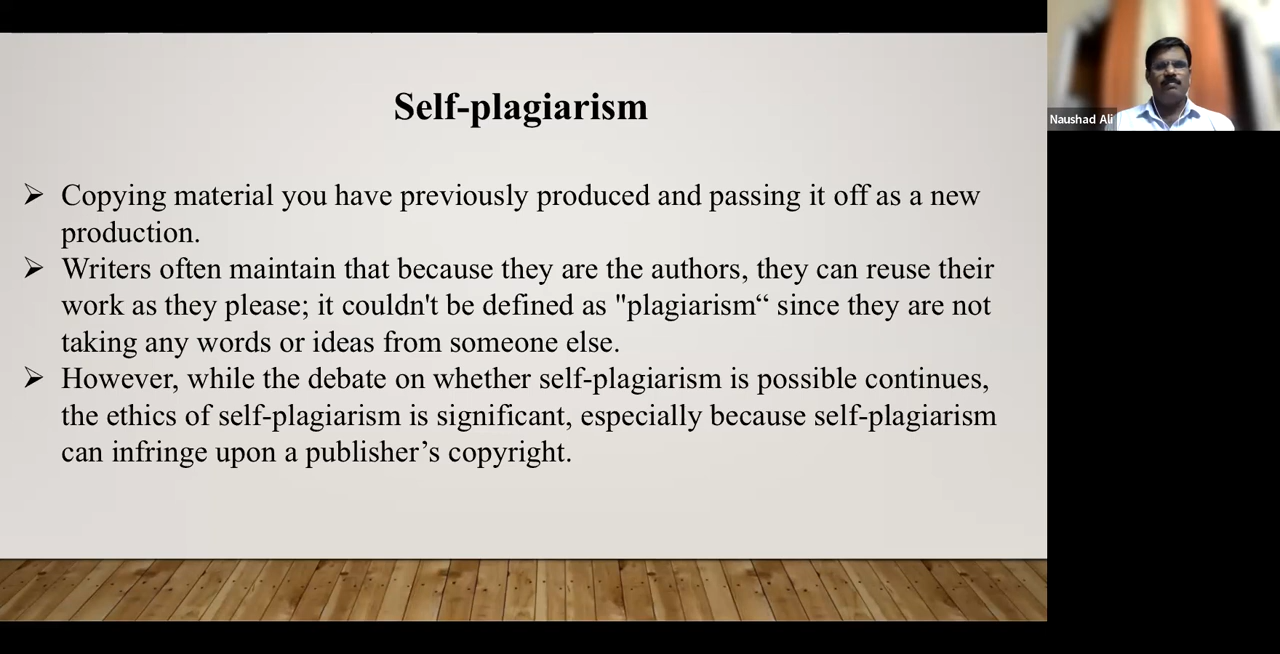 Self-plagiarism
Naushad Ali
➢ Copying material you have previously produced and passing it off as a new
production.
➢ Writers often maintain that because they are the authors, they can reuse their
work as they please; it couldn't be defined as "plagiarism“ since they are not
taking any words or ideas from someone else.
➢ However, while the debate on whether self-plagiarism is possible continues,
the ethics of self-plagiarism is significant, especially because self-plagiarism
can infringe upon a publisher’s copyright.